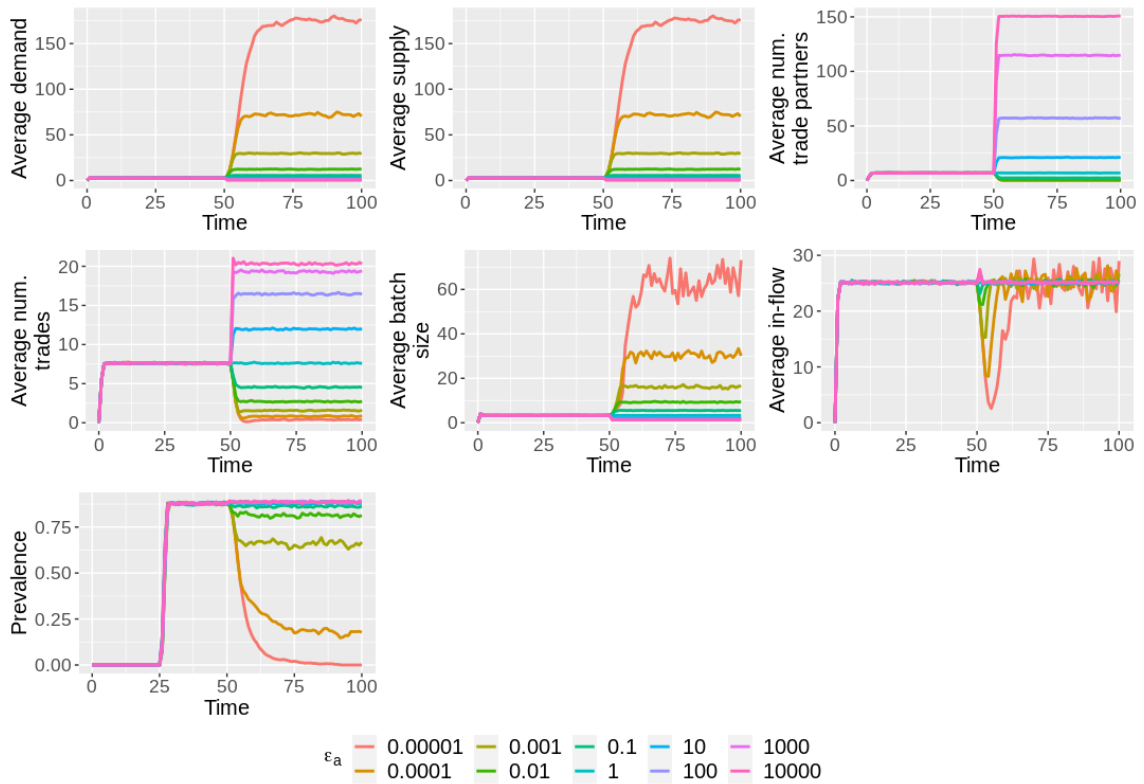 Average demand
150
100
50
0
0 25 50 75 100
Time
Average supply
150
100
50
0
0 25 50 75 100
Time
Average num.
trade partners
150
100
50
0
0 25 50 75 100
Time
Average num.
trades
20
15
10
5
0
0 25 50 75 100
Time
Average batch
size
60
40
20
0
0 25 50 75 100
Time
Average in-flow
30
20
10
0
0 25 50 75 100
Time
Prevalence
0.75
0.50
0.25
0.00
0 25 50 75 100
Time
εa
0.00001 0.001 0.1 10 1000
0.0001 0.01 1 100 10000